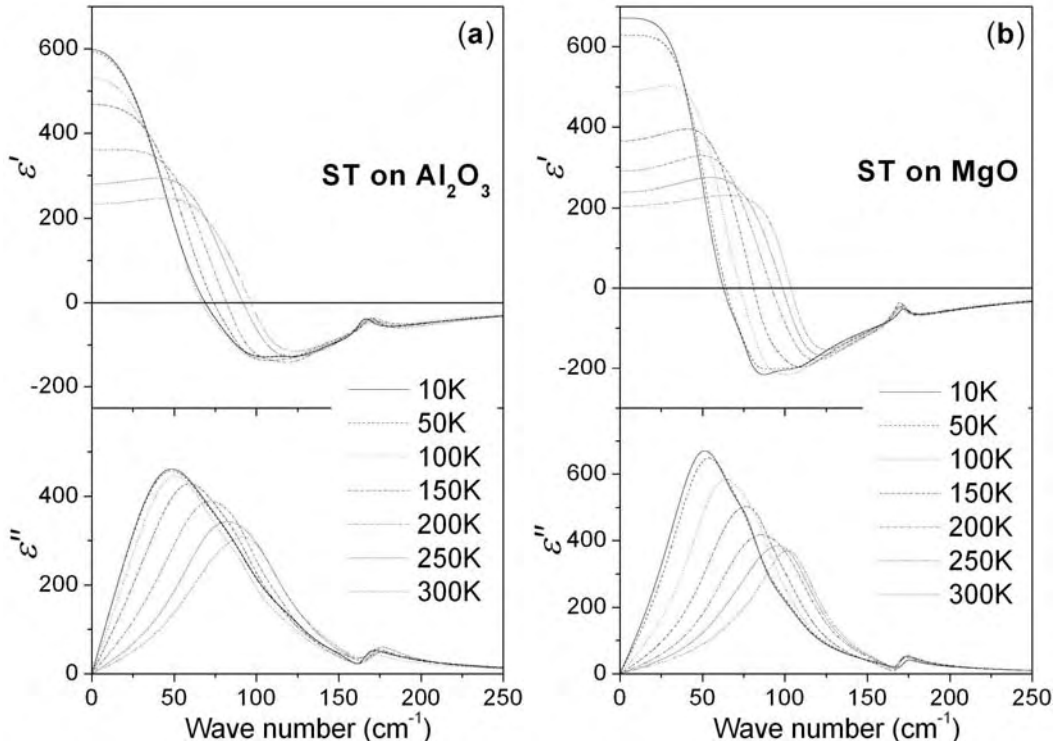 (a)
600
400
200
0
-200
ε'
ST on Al₂O₃
10K
50K
100K
150K
200K
250K
300K
400
200
0
ε''
0 50 100 150 200 250
Wave number (cm⁻¹)
(b)
600
400
200
0
-200
ε'
ST on MgO
10K
50K
100K
150K
200K
250K
300K
600
400
200
0
ε''
0 50 100 150 200 250
Wave number (cm⁻¹)